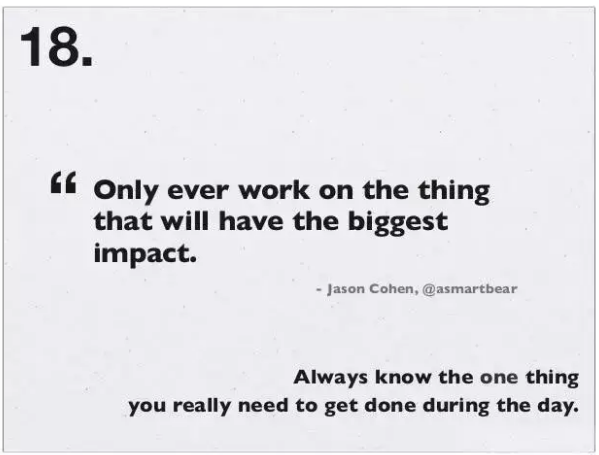 18.
“ Only ever work on the thing
that will have the biggest
impact.
- Jason Cohen, @asmartbear
Always know the one thing
you really need to get done during the day.